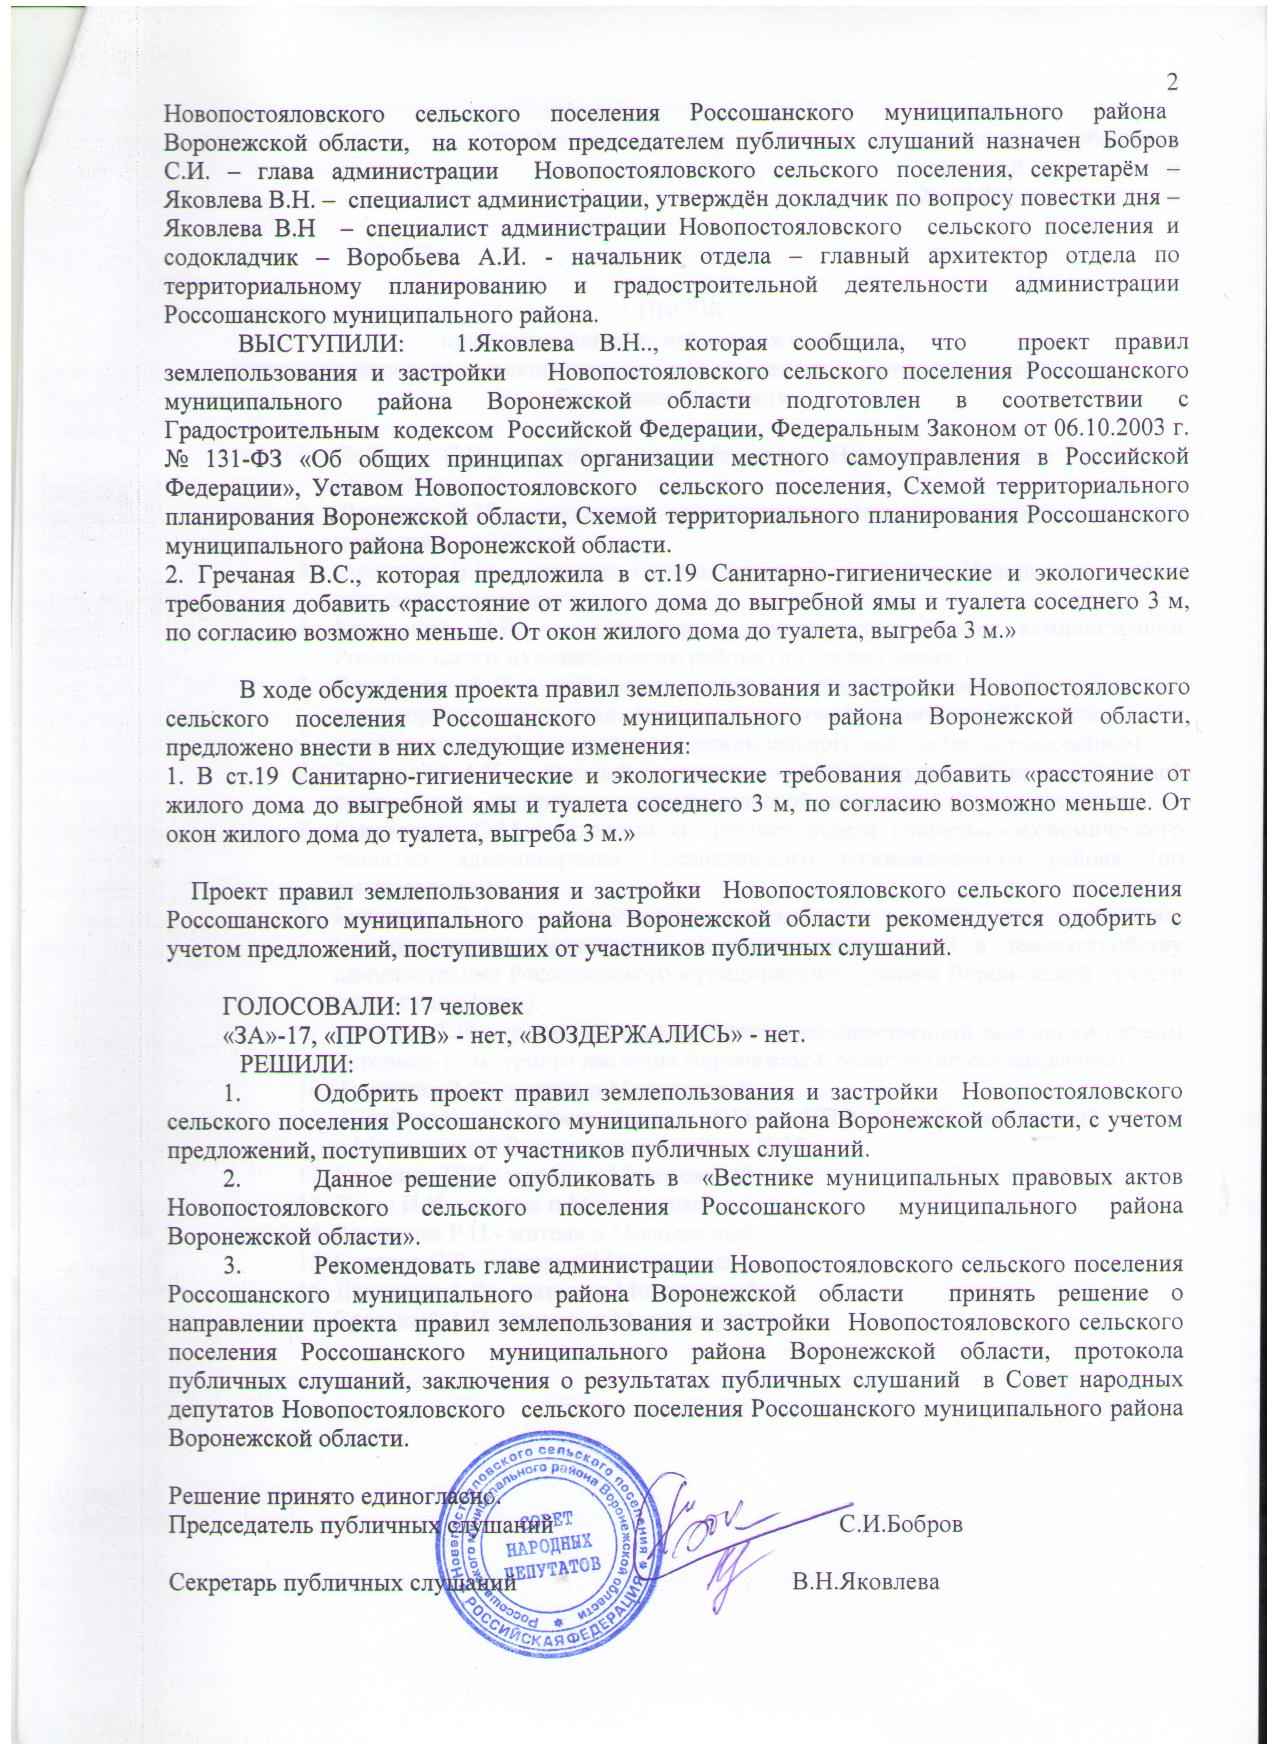 2
Новопостояловского сельского поселения Россошанского муниципального района
Воронежской области, на котором председателем публичных слушаний назначен Бобров
С.И. – глава администрации Новопостояловского сельского поселения, секретарём –
Яковлева В.Н. – специалист администрации, утверждён докладчик по вопросу повестки дня –
Яковлева В.Н – специалист администрации Новопостояловского сельского поселения и
содокладчик – Воробьева А.И. - начальник отдела – главный архитектор отдела по
территориальному планированию и градостроительной деятельности администрации
Россошанского муниципального района.
ВЫСТУПИЛИ: 1.Яковлева В.Н.., которая сообщила, что проект правил
землепользования и застройки Новопостояловского сельского поселения Россошанского
муниципального района Воронежской области подготовлен в соответствии с
Градостроительным кодексом Российской Федерации, Федеральным Законом от 06.10.2003 г.
№ 131-ФЗ «Об общих принципах организации местного самоуправления в Российской
Федерации», Уставом Новопостояловского сельского поселения, Схемой территориального
планирования Воронежской области, Схемой территориального планирования Россошанского
муниципального района Воронежской области.
2. Гречаная В.С., которая предложила в ст.19 Санитарно-гигиенические и экологические
требования добавить «расстояние от жилого дома до выгребной ямы и туалета соседнего 3 м,
по согласию возможно меньше. От окон жилого дома до туалета, выгреба 3 м.»
В ходе обсуждения проекта правил землепользования и застройки Новопостояловского
сельского поселения Россошанского муниципального района Воронежской области,
предложено внести в них следующие изменения:
1. В ст.19 Санитарно-гигиенические и экологические требования добавить «расстояние от
жилого дома до выгребной ямы и туалета соседнего 3 м, по согласию возможно меньше. От
окон жилого дома до туалета, выгреба 3 м.»
Проект правил землепользования и застройки Новопостояловского сельского поселения
Россошанского муниципального района Воронежской области рекомендуется одобрить с
учетом предложений, поступивших от участников публичных слушаний.
ГОЛОСОВАЛИ: 17 человек
«ЗА»-17, «ПРОТИВ» - нет, «ВОЗДЕРЖАЛИСЬ» - нет.
РЕШИЛИ:
1. Одобрить проект правил землепользования и застройки Новопостояловского
сельского поселения Россошанского муниципального района Воронежской области, с учетом
предложений, поступивших от участников публичных слушаний.
2. Данное решение опубликовать в «Вестнике муниципальных правовых актов
Новопостояловского сельского поселения Россошанского муниципального района
Воронежской области».
3. Рекомендовать главе администрации Новопостояловского сельского поселения
Россошанского муниципального района Воронежской области принять решение о
направлении проекта правил землепользования и застройки Новопостояловского сельского
поселения Россошанского муниципального района Воронежской области, протокола
публичных слушаний, заключения о результатах публичных слушаний в Совет народных
депутатов Новопостояловского сельского поселения Россошанского муниципального района
Воронежской области.
Решение принято единогласно.
Председатель публичных слушаний С.И.Бобров
Секретарь публичных слушаний В.Н.Яковлева
Новопостояловского сельского поселения
Россошанского муниципального района Воронежской области
РОССИЙСКАЯ ФЕДЕРАЦИЯ
СОВЕТ
НАРОДНЫХ
ДЕПУТАТОВ